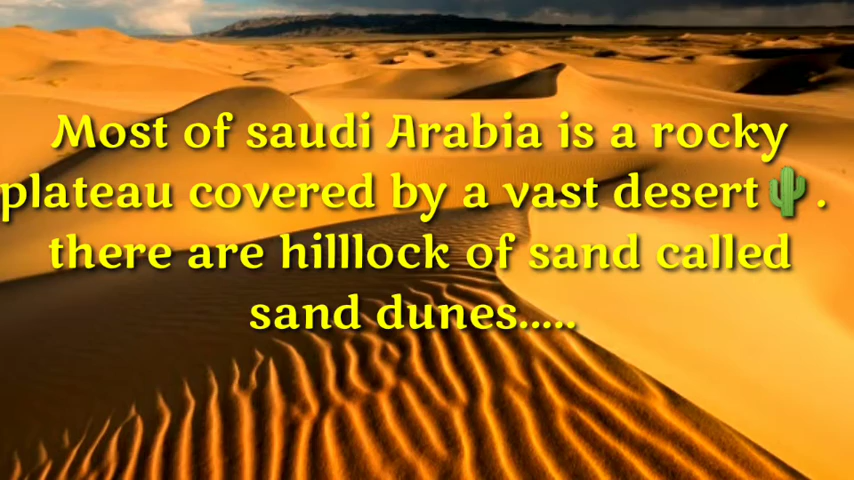 Most of saudi Arabia is a rocky
plateau covered by a vast desert🌵.
there are hilllock of sand called
sand dunes.....